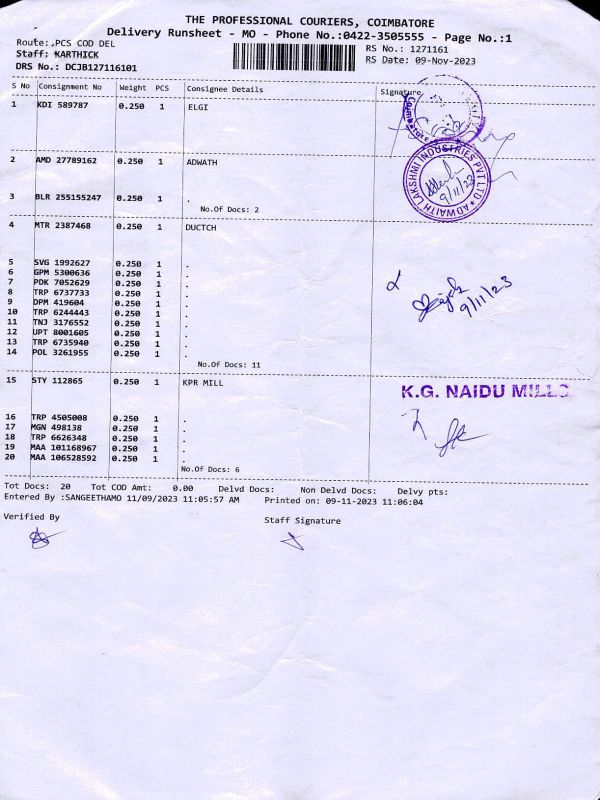 THE PROFESSIONAL COURIERS, COIMBATORE
Delivery Runsheet - MO - Phone No.:0422-3505555 - Page No.:1
Route:.PCS COD DEL
RS No.: 1271161
Staff: KARTHICK
RS Date: 09-Nov-2023
DRS No.: DCJB127116101
S No Consignment No Weight PCS Consignee Details Signature
1 KDI 589787 0.250 1 ELGI
Coimbatore
2 AMD 27789162 0.250 1 ADWATH
ADWAITH LAKSHMI INDUSTRIES PVT LTD
9/11/23
3 BLR 255155247 0.250 1 .
No.Of Docs: 2
4 MTR 2387468 0.250 1 DUCTCH
5 SVG 1992627 0.250 1 .
6 GPM 5300636 0.250 1 .
7 PDK 7052629 0.250 1 .
8 TRP 6737733 0.250 1 .
9 DPM 419604 0.250 1 .
9/11/23
10 TRP 6244443 0.250 1 .
11 TNJ 3176552 0.250 1 .
12 UPT 8001605 0.250 1 .
13 TRP 6735940 0.250 1 .
14 POL 3261955 0.250 1 .
No.Of Docs: 11
15 STY 112865 0.250 1 KPR MILL
K.G. NAIDU MILLS
16 TRP 4505008 0.250 1 .
17 MGN 498138 0.250 1 .
18 TRP 6626348 0.250 1 .
19 MAA 101168967 0.250 1 .
20 MAA 106528592 0.250 1 .
No.Of Docs: 6
Tot Docs: 20 Tot COD Amt: 0.00 Delvd Docs: Non Delvd Docs: Delvy pts:
Entered By :SANGEETHAMO 11/09/2023 11:05:57 AM Printed on: 09-11-2023 11:06:04
Verified By Staff Signature